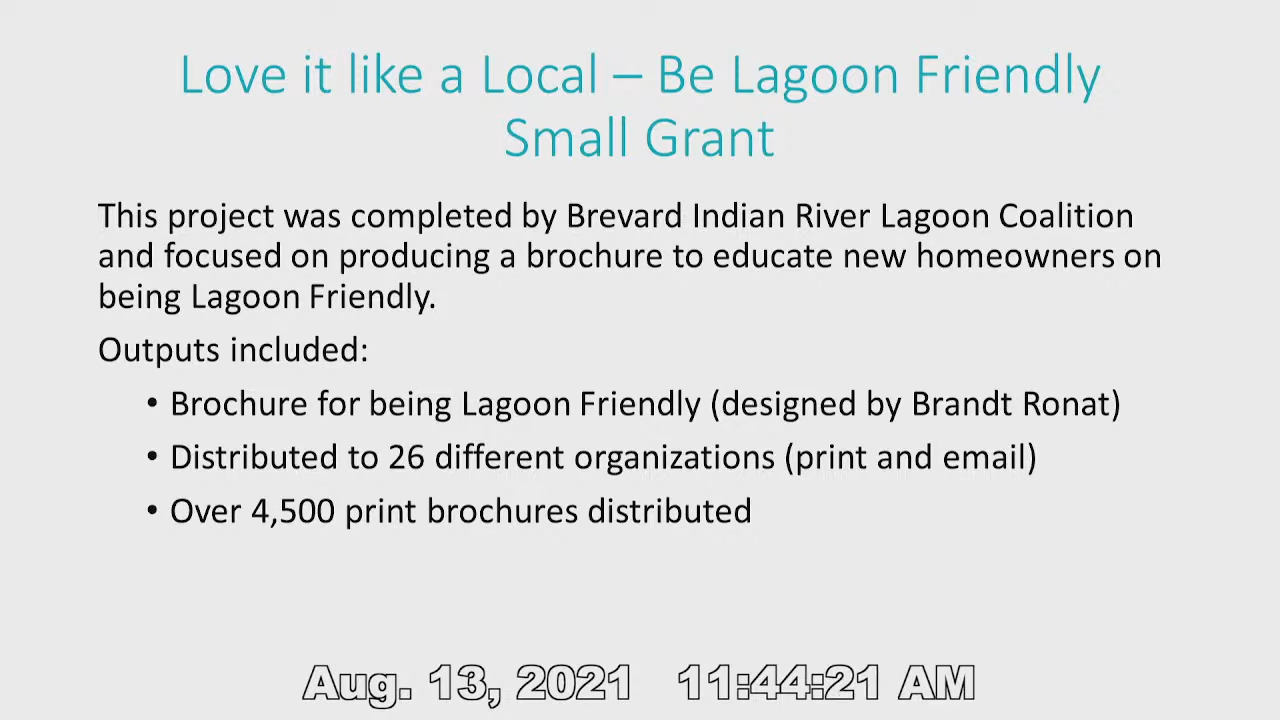 Love it like a Local – Be Lagoon Friendly
Small Grant
This project was completed by Brevard Indian River Lagoon Coalition
and focused on producing a brochure to educate new homeowners on
being Lagoon Friendly.
Outputs included:
• Brochure for being Lagoon Friendly (designed by Brandt Ronat)
• Distributed to 26 different organizations (print and email)
• Over 4,500 print brochures distributed
Aug. 13, 2021 11:44:21 AM